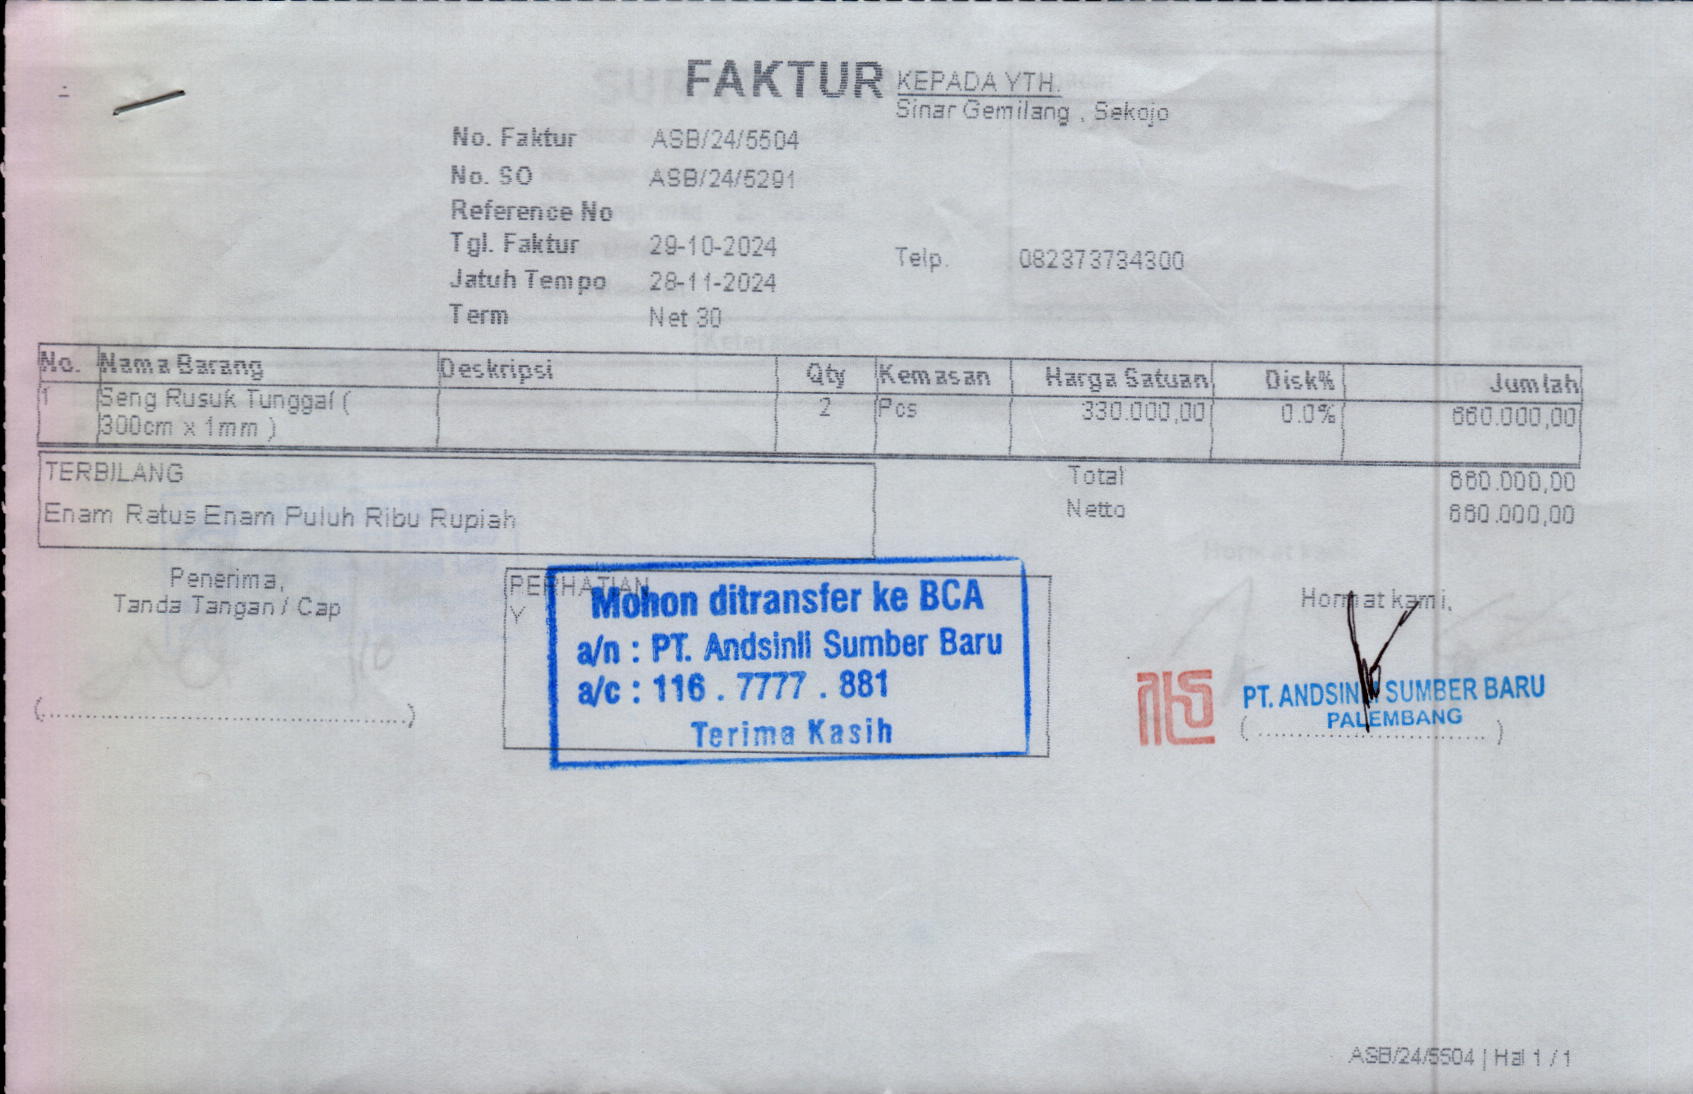 FAKTUR
KEPADA YTH.
Sinar Gemilang , Sekojo
No. Faktur ASB/24/5504
No. SO ASB/24/5291
Reference No
Tgl. Faktur 29-10-2024
Telp. 082373734300
Jatuh Tempo 28-11-2024
Term Net 30
No. Nama Barang Deskripsi Qty Kemasan Harga Satuan Disk% Jumlah
1 Seng Rusuk Tunggal ( 2 Pcs 330.000,00 0.0% 660.000,00
300cm x 1mm )
TERBILANG
Total 660.000,00
Enam Ratus Enam Puluh Ribu Rupiah
Netto 660.000,00
Penerima,
Tanda Tangan / Cap
(................................................)
PERHATIAN
Y
Mohon ditransfer ke BCA
a/n : PT. Andsinli Sumber Baru
a/c : 116 . 7777 . 881
Terima Kasih
Hormat kami,
PT. ANDSINLI SUMBER BARU
PALEMBANG
(................................)
ASB/24/5504 | Hal 1 / 1